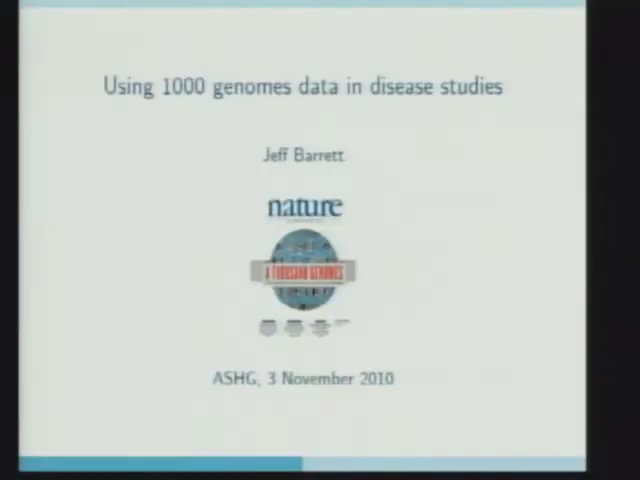 Using 1000 genomes data in disease studies
Jeff Barrett
nature
A THOUSAND GENOMES
ASHG, 3 November 2010